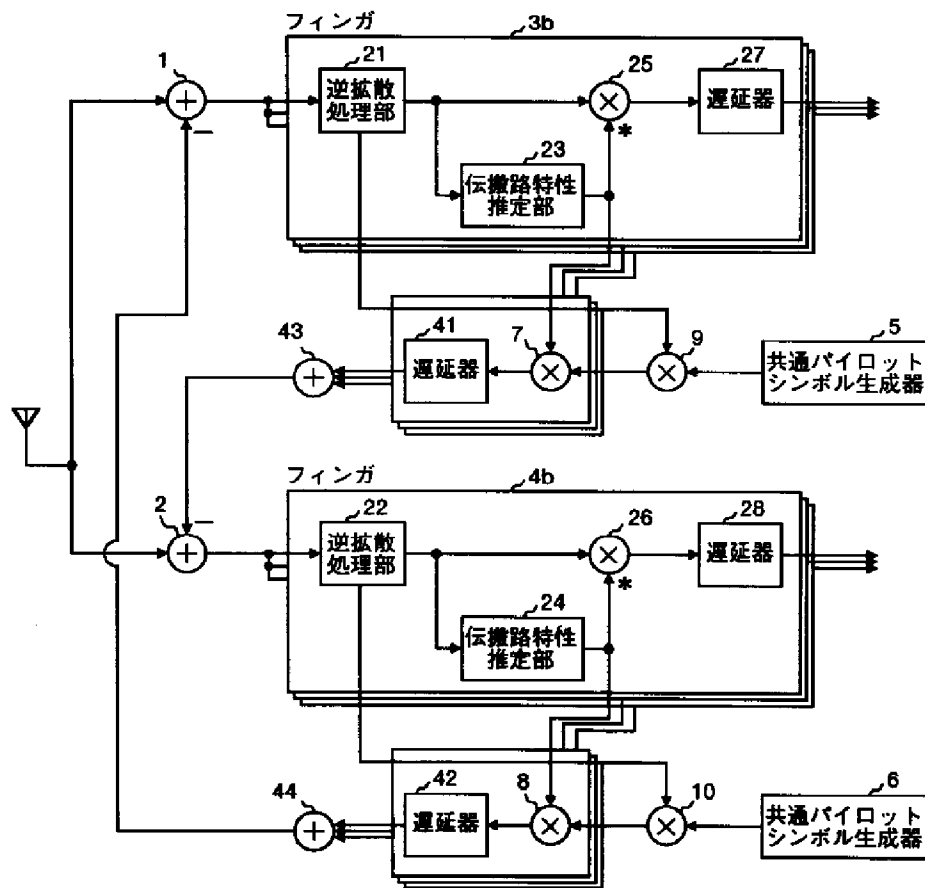 フィンガ
3b
1
21
逆拡散
処理部
25
27
遅延器
−
*
23
伝搬路特性
推定部
43
41
遅延器
7
9
5
共通パイロット
シンボル生成器
フィンガ
4b
2
22
逆拡散
処理部
26
28
遅延器
−
*
24
伝搬路特性
推定部
44
42
遅延器
8
10
6
共通パイロット
シンボル生成器